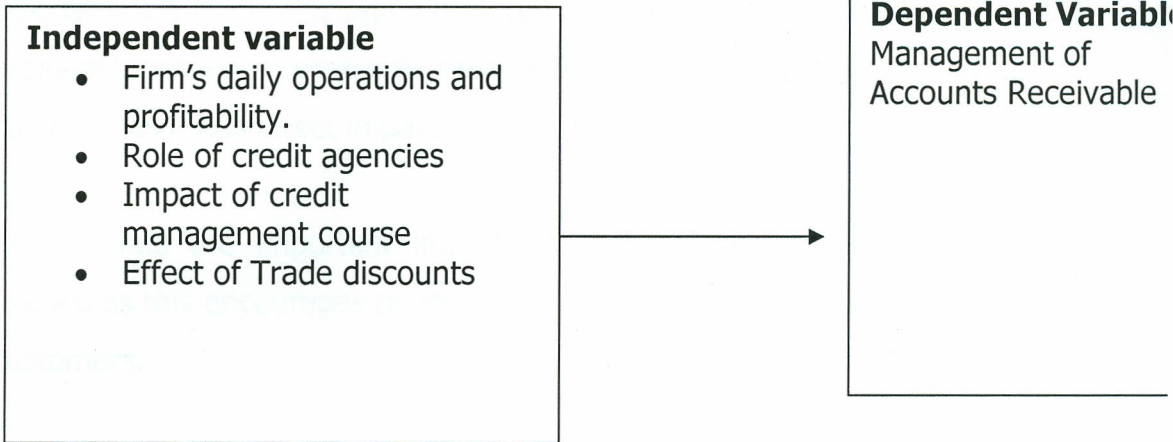 Independent variable
• Firm's daily operations and
profitability.
• Role of credit agencies
• Impact of credit
management course
• Effect of Trade discounts
Dependent Variabl
Management of
Accounts Receivable